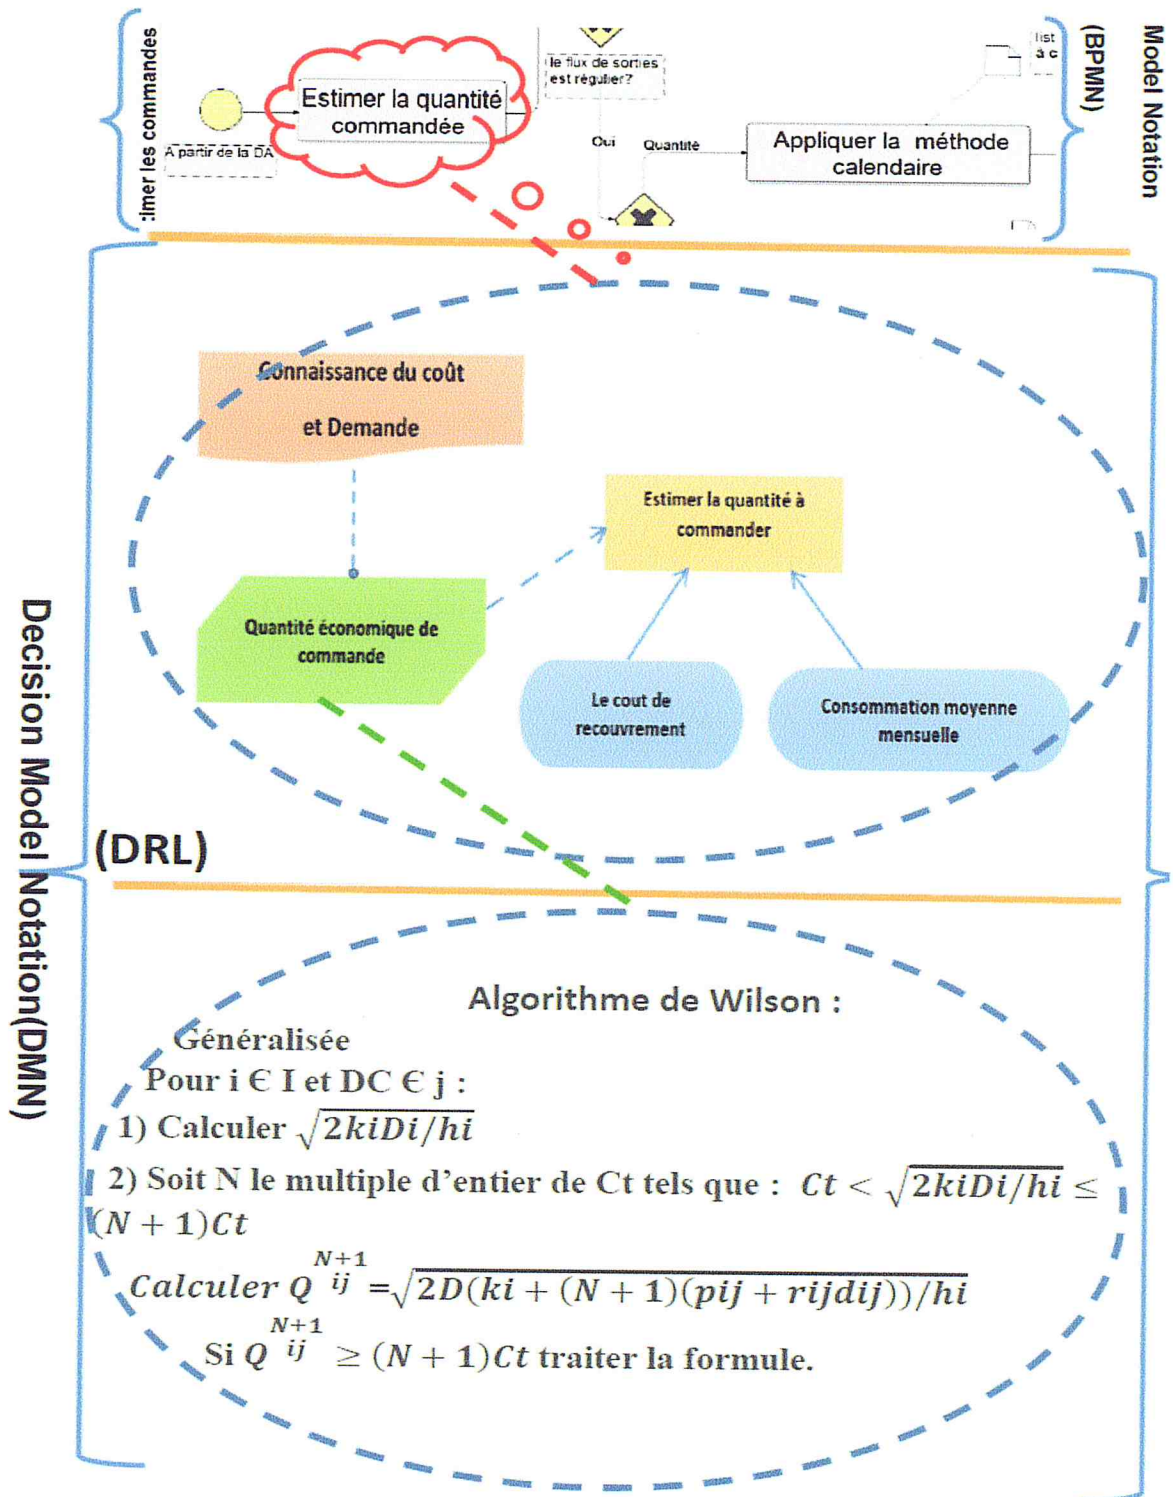 Model Notation
(BPMN)
:imer les commandes
Estimer la quantité
commandée
A partir de la DA
le flux de sorties
est régulier?
Oui
Quantité
Appliquer la méthode
calendaire
list
à c
Decision Model Notation(DMN)
Connaissance du coût
et Demande
Estimer la quantité à
commander
Quantité économique de
commande
Le cout de
recouvrement
Consommation moyenne
mensuelle
(DRL)
Algorithme de Wilson :
Généralisée
Pour i Є I et DC Є j :
1) Calculer √2kiDi/hi
2) Soit N le multiple d'entier de Ct tels que : Ct < √2kiDi/hi ≤
(N + 1)Ct
Calculer Q N+1 ij =√2D(ki + (N + 1)(pij + rijdij))/hi
Si Q N+1 ij ≥ (N + 1)Ct traiter la formule.